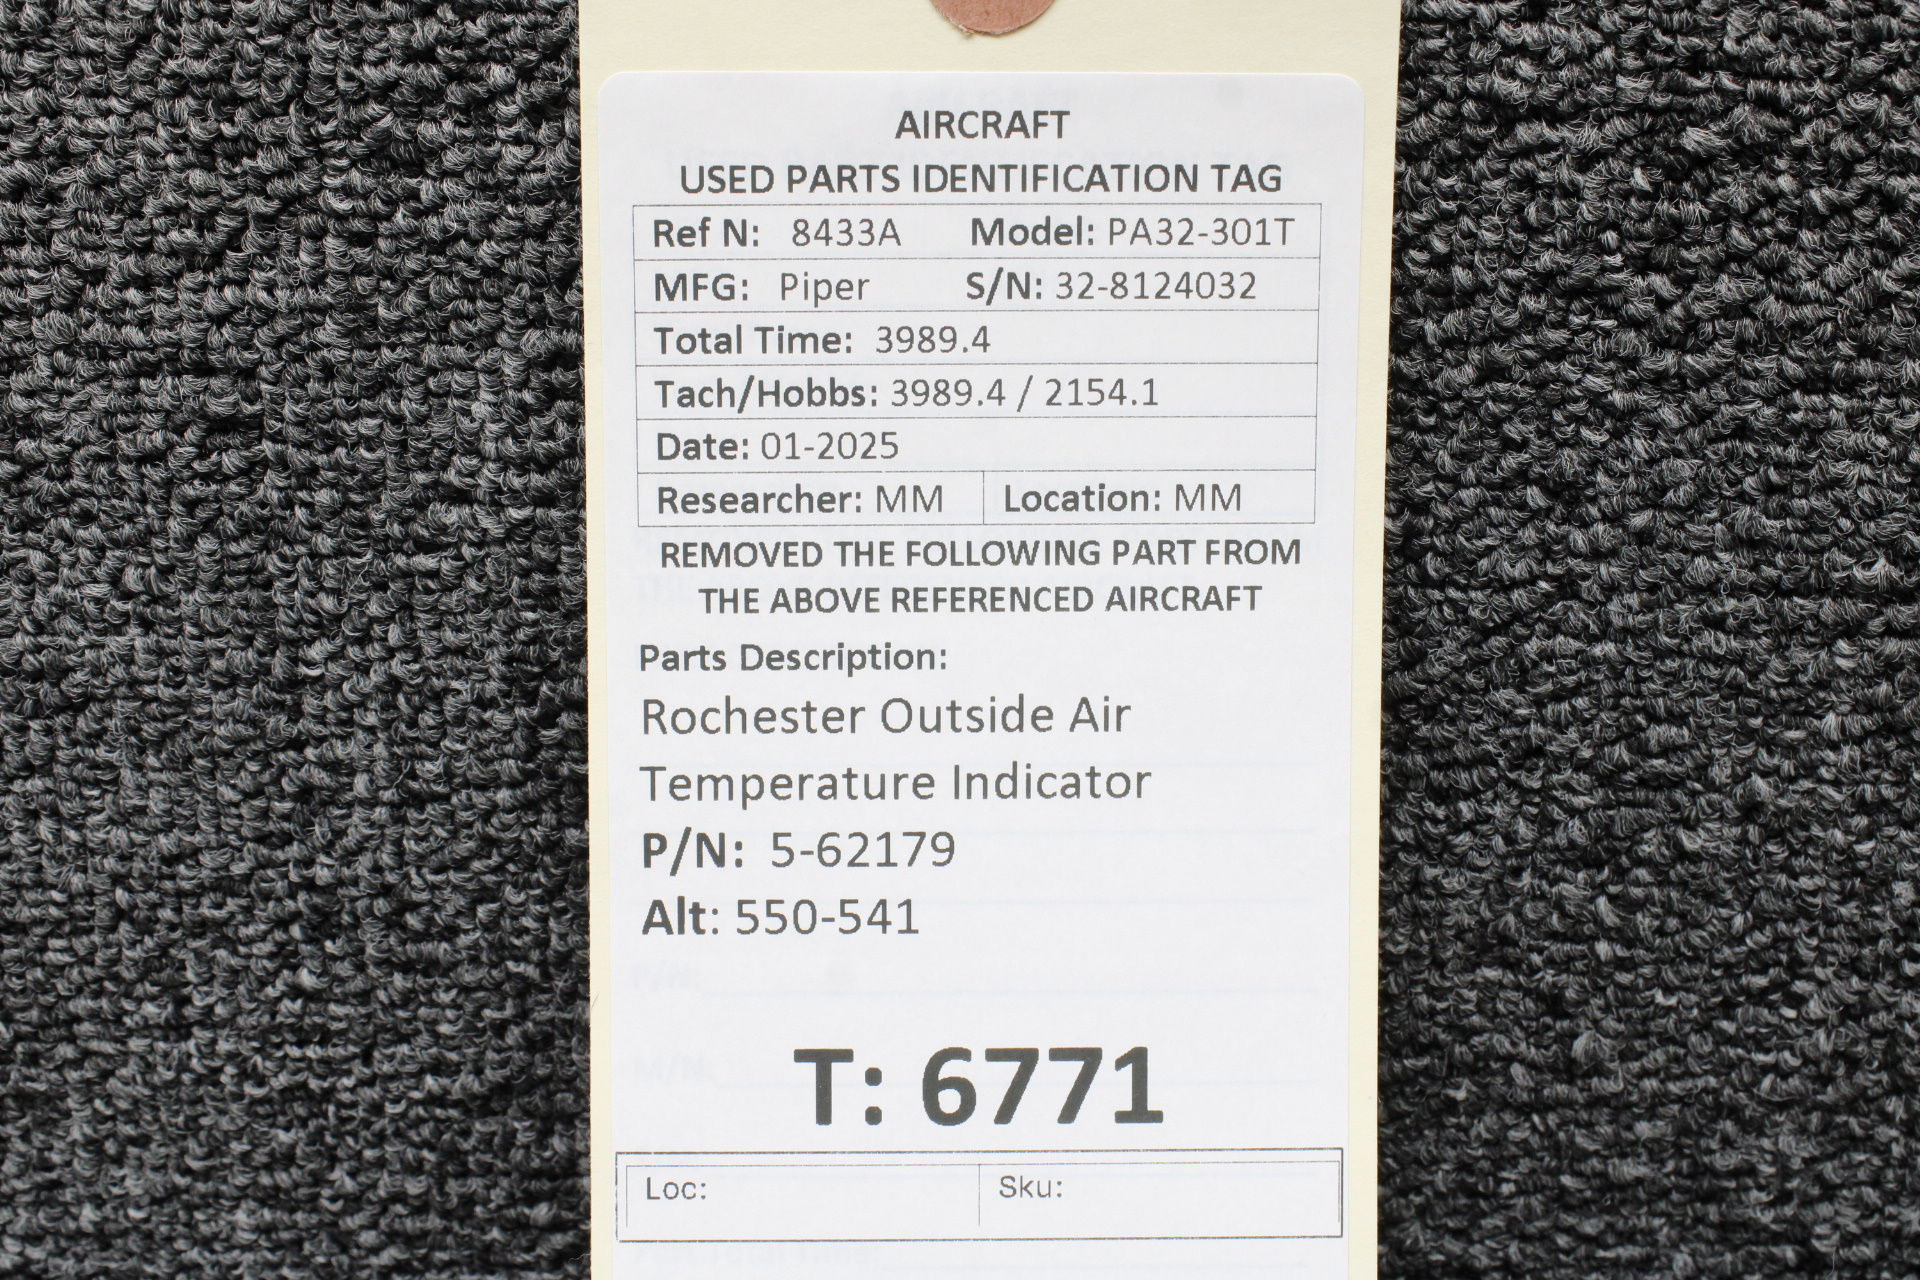 AIRCRAFT
USED PARTS IDENTIFICATION TAG
Ref N: 8433A Model: PA32-301T
MFG: Piper S/N: 32-8124032
Total Time: 3989.4
Tach/Hobbs: 3989.4 / 2154.1
Date: 01-2025
Researcher: MM Location: MM
REMOVED THE FOLLOWING PART FROM
THE ABOVE REFERENCED AIRCRAFT
Parts Description:
Rochester Outside Air
Temperature Indicator
P/N: 5-62179
Alt: 550-541
T: 6771
Loc: Sku: